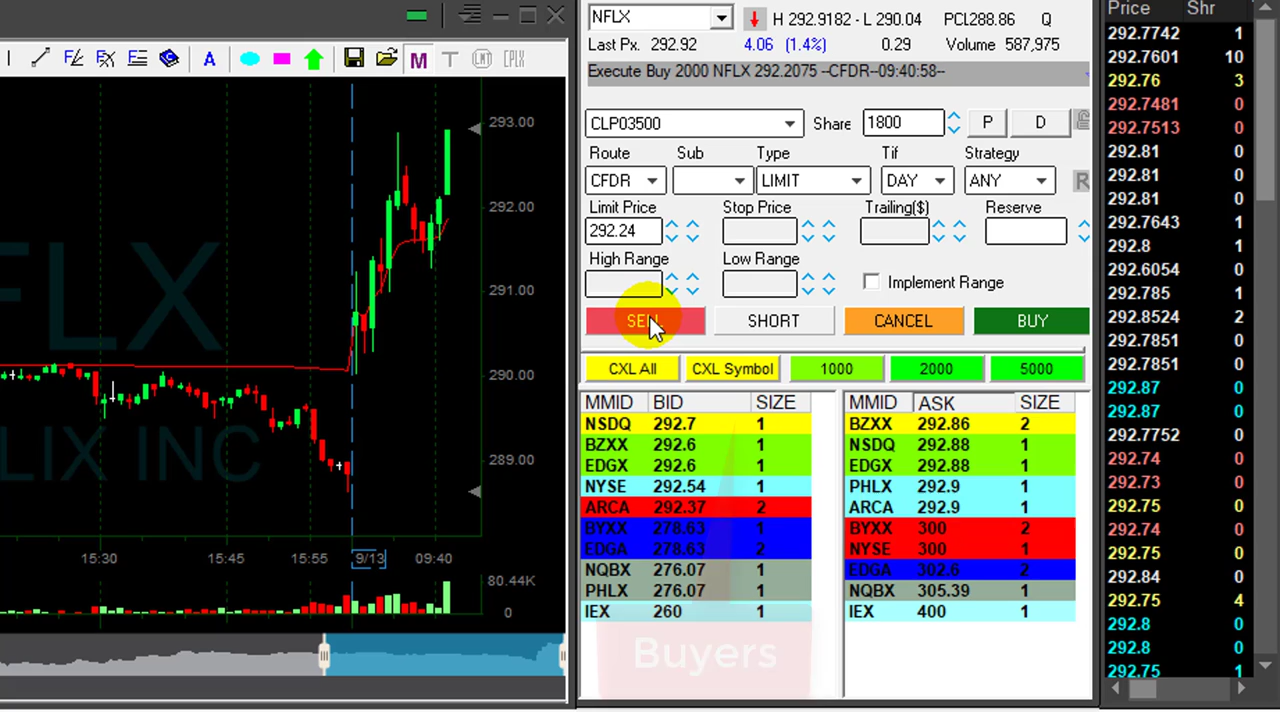 NFLX H 292.9182 - L 290.04 PCL288.86 Q
Last Px. 292.92 4.06 (1.4%) 0.29 Volume 587,975
Execute Buy 2000 NFLX 292.2075 --CFDR--09:40:58--
CLP03500 Share 1800 P D
Route Sub Type Tif Strategy
CFDR LIMIT DAY ANY R
Limit Price Stop Price Trailing($) Reserve
292.24
High Range Low Range
Implement Range
SELL SHORT CANCEL BUY
CXL All CXL Symbol 1000 2000 5000
MMID BID SIZE MMID ASK SIZE
NSDQ 292.7 1 BZXX 292.86 2
BZXX 292.6 1 NSDQ 292.88 1
EDGX 292.6 1 EDGX 292.88 1
NYSE 292.54 1 PHLX 292.9 1
ARCA 292.37 2 ARCA 292.9 1
BYXX 278.63 1 BYXX 300 2
EDGA 278.63 2 NYSE 300 1
NQBX 276.07 1 EDGA 302.6 2
PHLX 276.07 1 NQBX 305.39 1
IEX 260 1 IEX 400 1
Buyers
A M T LMT CPLX
FLX
LIX INC
293.00
292.00
291.00
290.00
289.00
15:30 15:45 15:55 9/13 09:40
80.44K
0
Price Shr
292.7742 1
292.7601 10
292.76 3
292.7481 0
292.7513 0
292.81 0
292.81 0
292.81 0
292.7643 1
292.8 1
292.6054 0
292.785 1
292.8524 2
292.7851 0
292.7851 0
292.87 0
292.87 0
292.7752 0
292.74 0
292.73 0
292.75 0
292.74 0
292.75 0
292.84 0
292.75 4
292.8 0
292.8 0
292.75 1